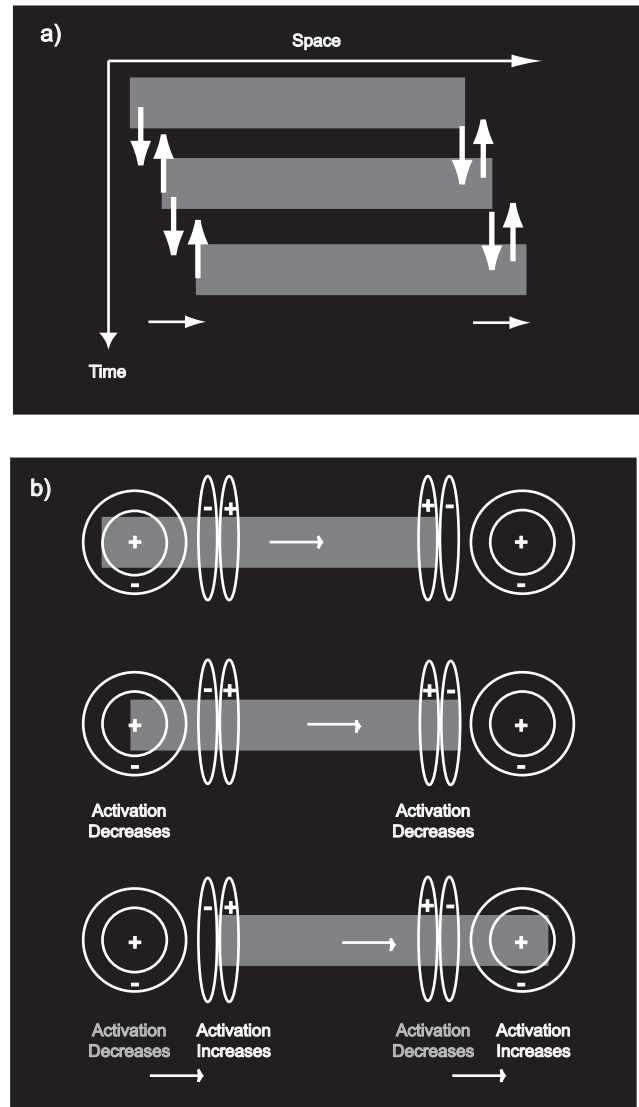 a)
Space
Time
b)
- + + -
+ +
- -
- + + -
+ +
- -
Activation Activation
Decreases Decreases
- + + -
+ +
- -
Activation Activation Activation Activation
Decreases Increases Decreases Increases